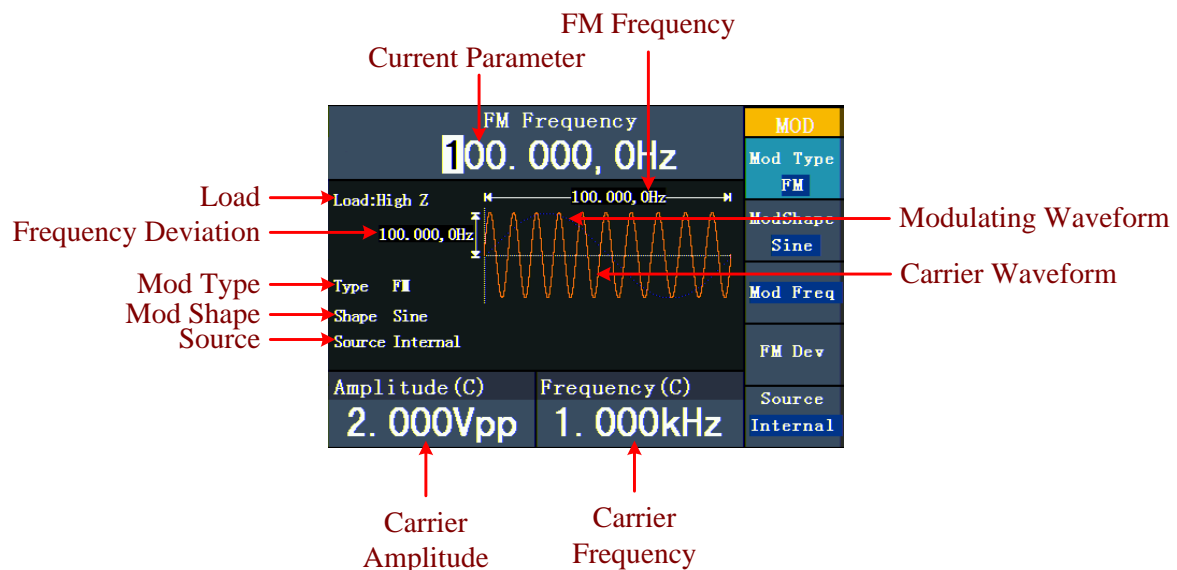 FM Frequency
Current Parameter
FM Frequency
100.000,0Hz
MOD
Mod Type
FM
Load
Load:High Z
100.000,0Hz
ModShape
Sine
Modulating Waveform
Frequency Deviation
100.000,0Hz
Carrier Waveform
Mod Type
Type FM
Mod Freq
Mod Shape
Shape Sine
Source
Source Internal
FM Dev
Amplitude(C)
2.000Vpp
Frequency(C)
1.000kHz
Source
Internal
Carrier
Amplitude
Carrier
Frequency